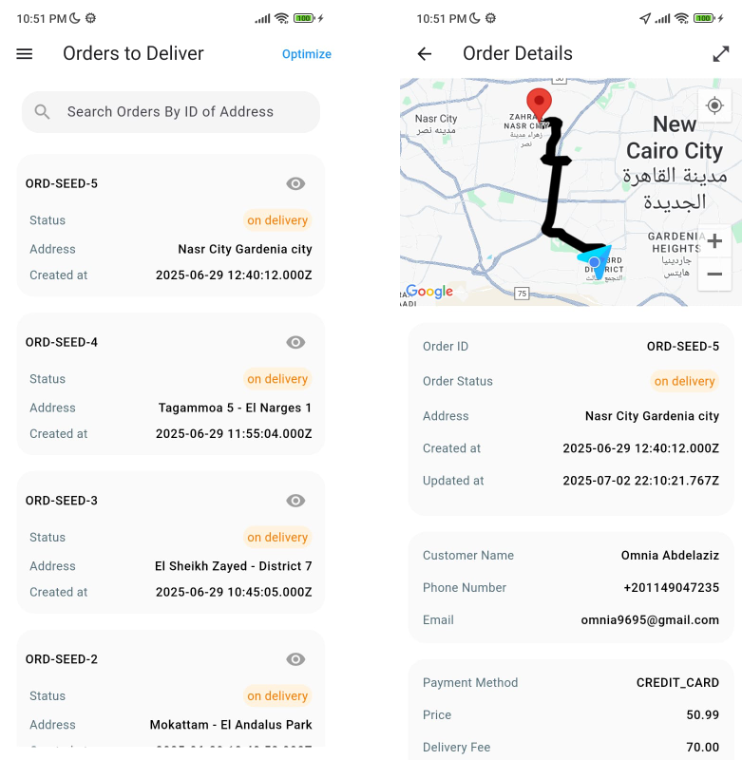 10:51 PM
100
Orders to Deliver
Optimize
Search Orders By ID of Address
ORD-SEED-5
Status on delivery
Address Nasr City Gardenia city
Created at 2025-06-29 12:40:12.000Z
ORD-SEED-4
Status on delivery
Address Tagammoa 5 - El Narges 1
Created at 2025-06-29 11:55:04.000Z
ORD-SEED-3
Status on delivery
Address El Sheikh Zayed - District 7
Created at 2025-06-29 10:45:05.000Z
ORD-SEED-2
Status on delivery
Address Mokattam - El Andalus Park
10:51 PM
100
Order Details
Nasr City
مدينه نصر
ZAHRA
NASR CITY
زهراء مدينة
نصر
New
Cairo City
مدينة القاهرة
الجديدة
GARDENIA
HEIGHTS
جاردينيا
هايتس
Google
75
Order ID ORD-SEED-5
Order Status on delivery
Address Nasr City Gardenia city
Created at 2025-06-29 12:40:12.000Z
Updated at 2025-07-02 22:10:21.767Z
Customer Name Omnia Abdelaziz
Phone Number +201149047235
Email omnia9695@gmail.com
Payment Method CREDIT_CARD
Price 50.99
Delivery Fee 70.00